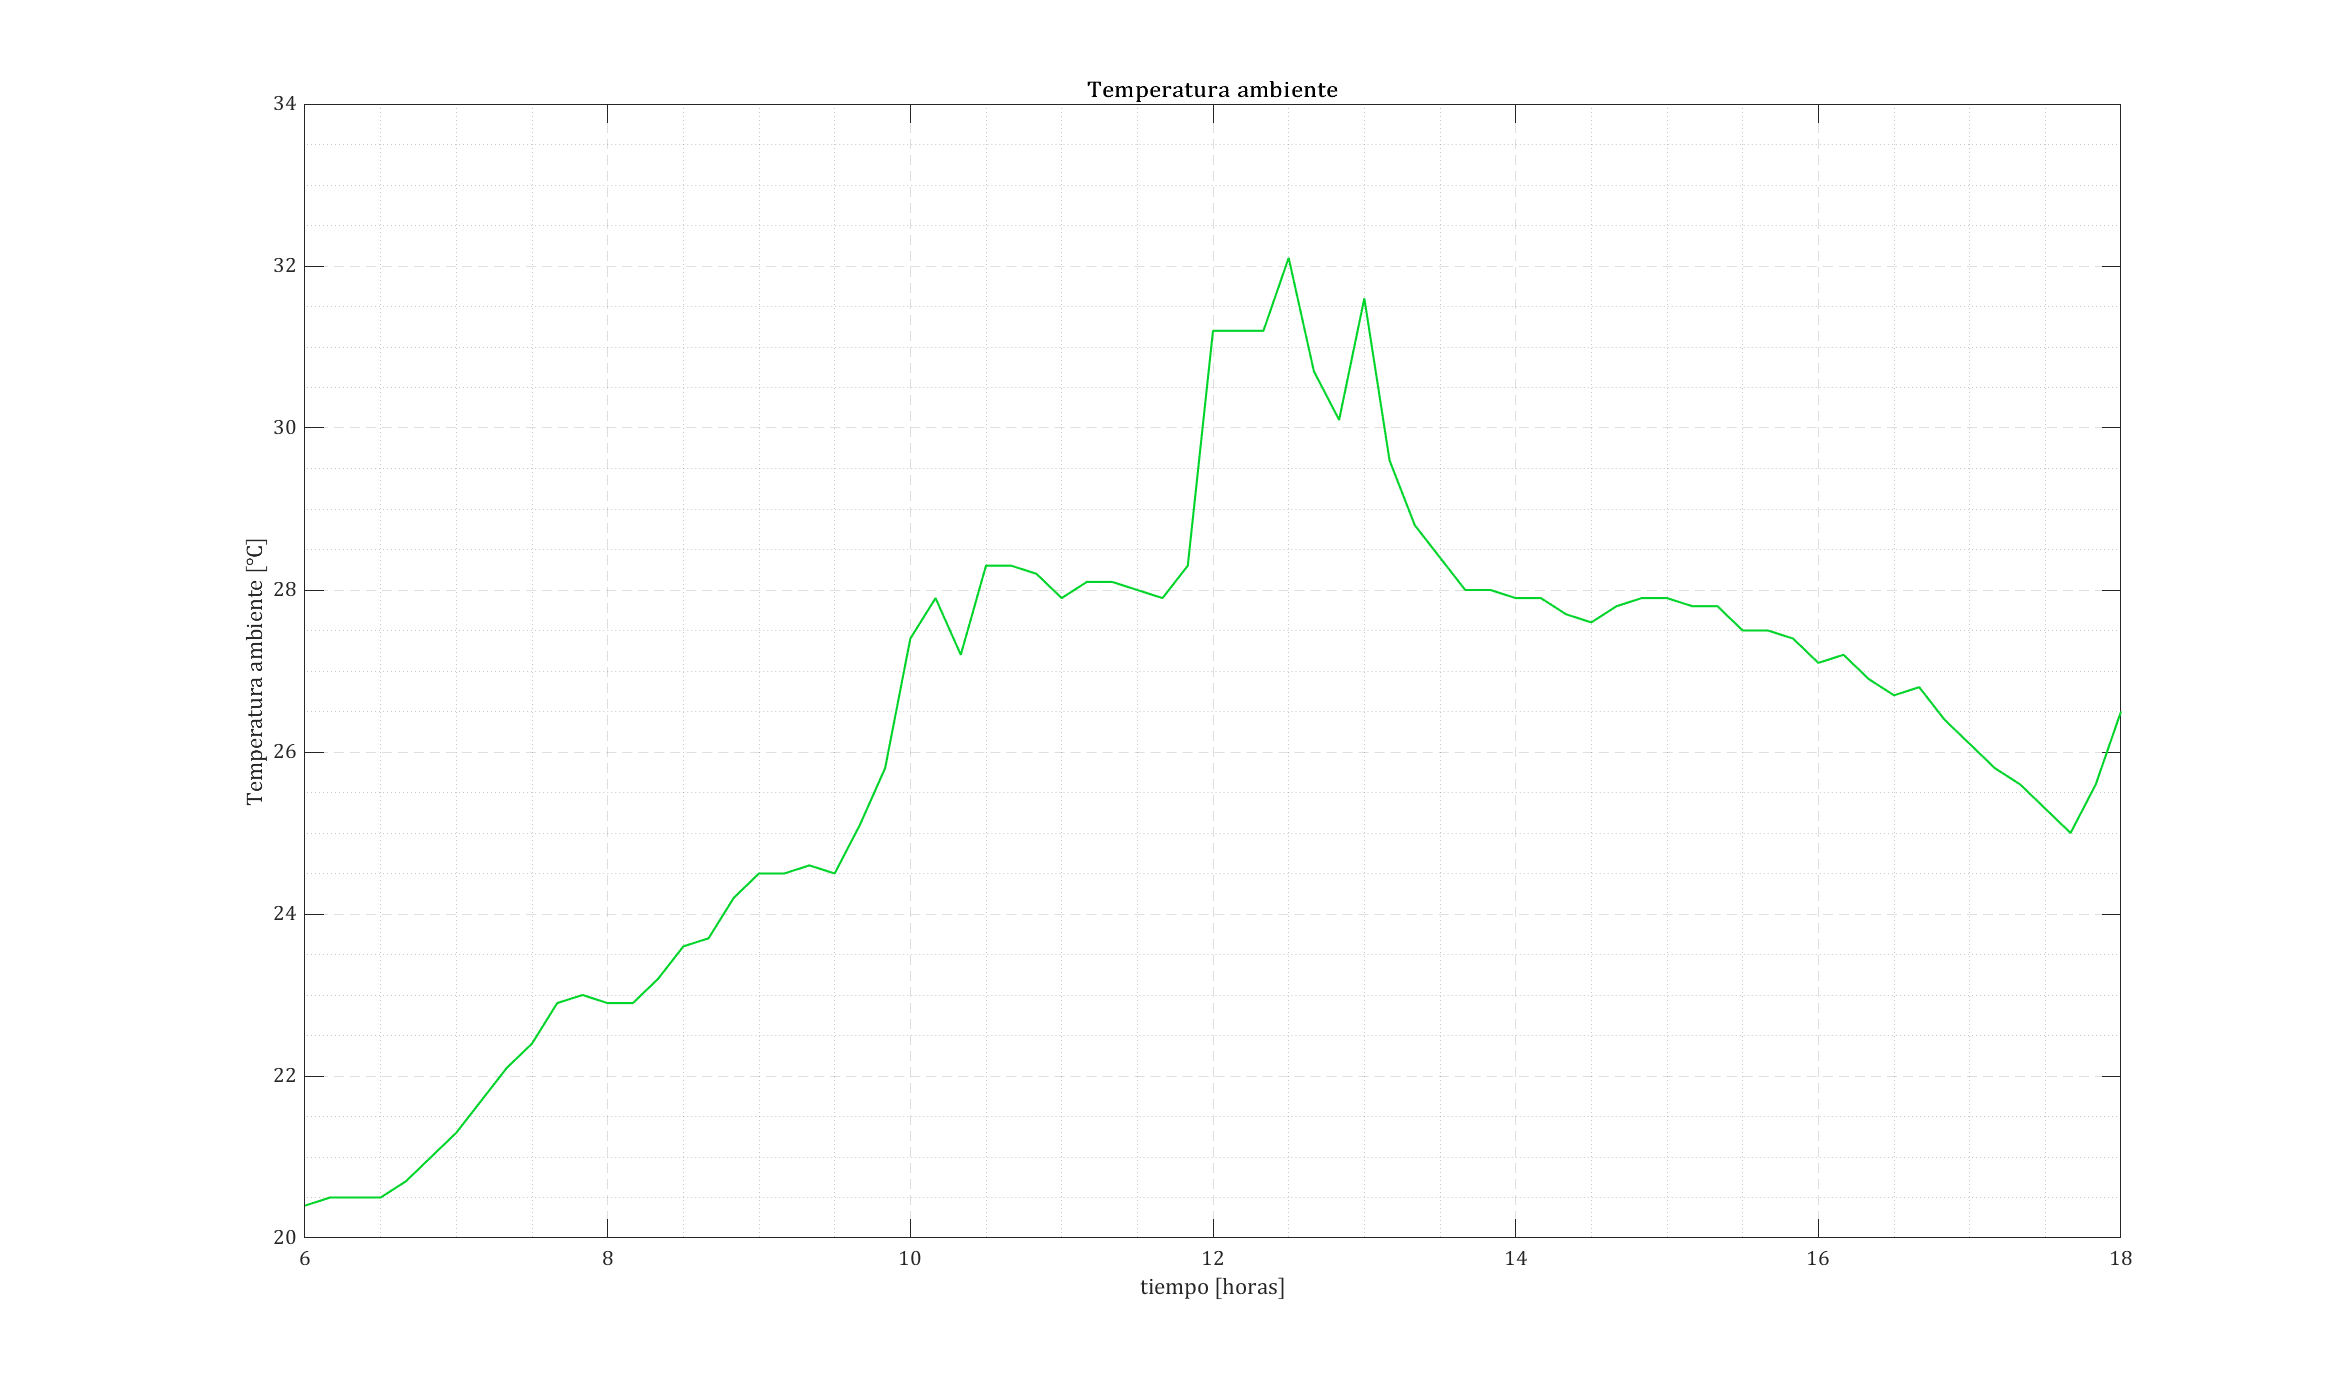 Temperatura ambiente
34
32
30
28
26
24
22
20
Temperatura ambiente [°C]
6 8 10 12 14 16 18
tiempo [horas]